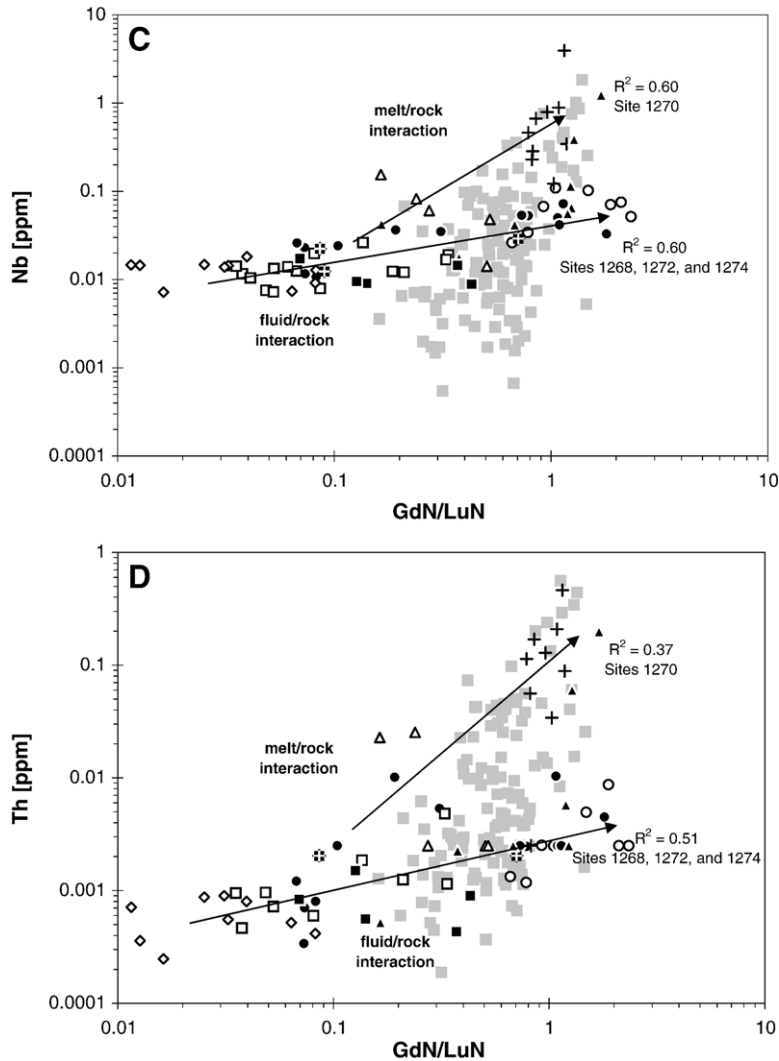 C
10
1
0.1
0.01
0.001
0.0001
Nb [ppm]
melt/rock
interaction
R² = 0.60
Site 1270
R² = 0.60
Sites 1268, 1272, and 1274
fluid/rock
interaction
0.01
0.1
1
10
GdN/LuN
D
1
0.1
0.01
0.001
0.0001
Th [ppm]
R² = 0.37
Sites 1270
melt/rock
interaction
R² = 0.51
Sites 1268, 1272, and 1274
fluid/rock
interaction
0.01
0.1
1
10
GdN/LuN